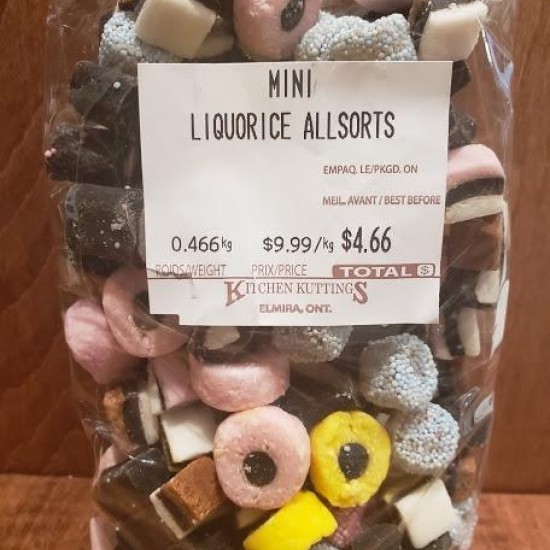 MINI
LIQUORICE ALLSORTS
EMPAQ. LE/PKGD. ON
MEIL. AVANT/BEST BEFORE
0.466kg $9.99/kg $4.66
POIDS/WEIGHT PRIX/PRICE TOTAL $
KITCHEN KUTTINGS
ELMIRA, ONT.